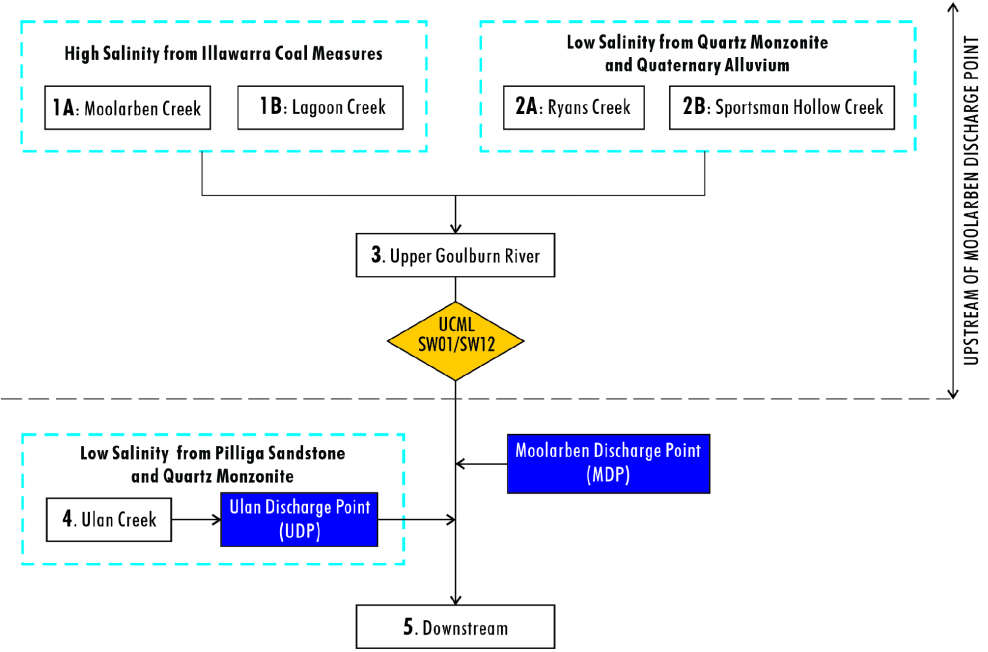 High Salinity from Illawarra Coal Measures
1A: Moolarben Creek
1B: Lagoon Creek
Low Salinity from Quartz Monzonite
and Quaternary Alluvium
2A: Ryans Creek
2B: Sportsman Hollow Creek
UPSTREAM OF MOOLARBEN DISCHARGE POINT
3. Upper Goulburn River
UCML
SW01/SW12
Low Salinity from Pilliga Sandstone
and Quartz Monzonite
4. Ulan Creek
Ulan Discharge Point
(UDP)
Moolarben Discharge Point
(MDP)
5. Downstream